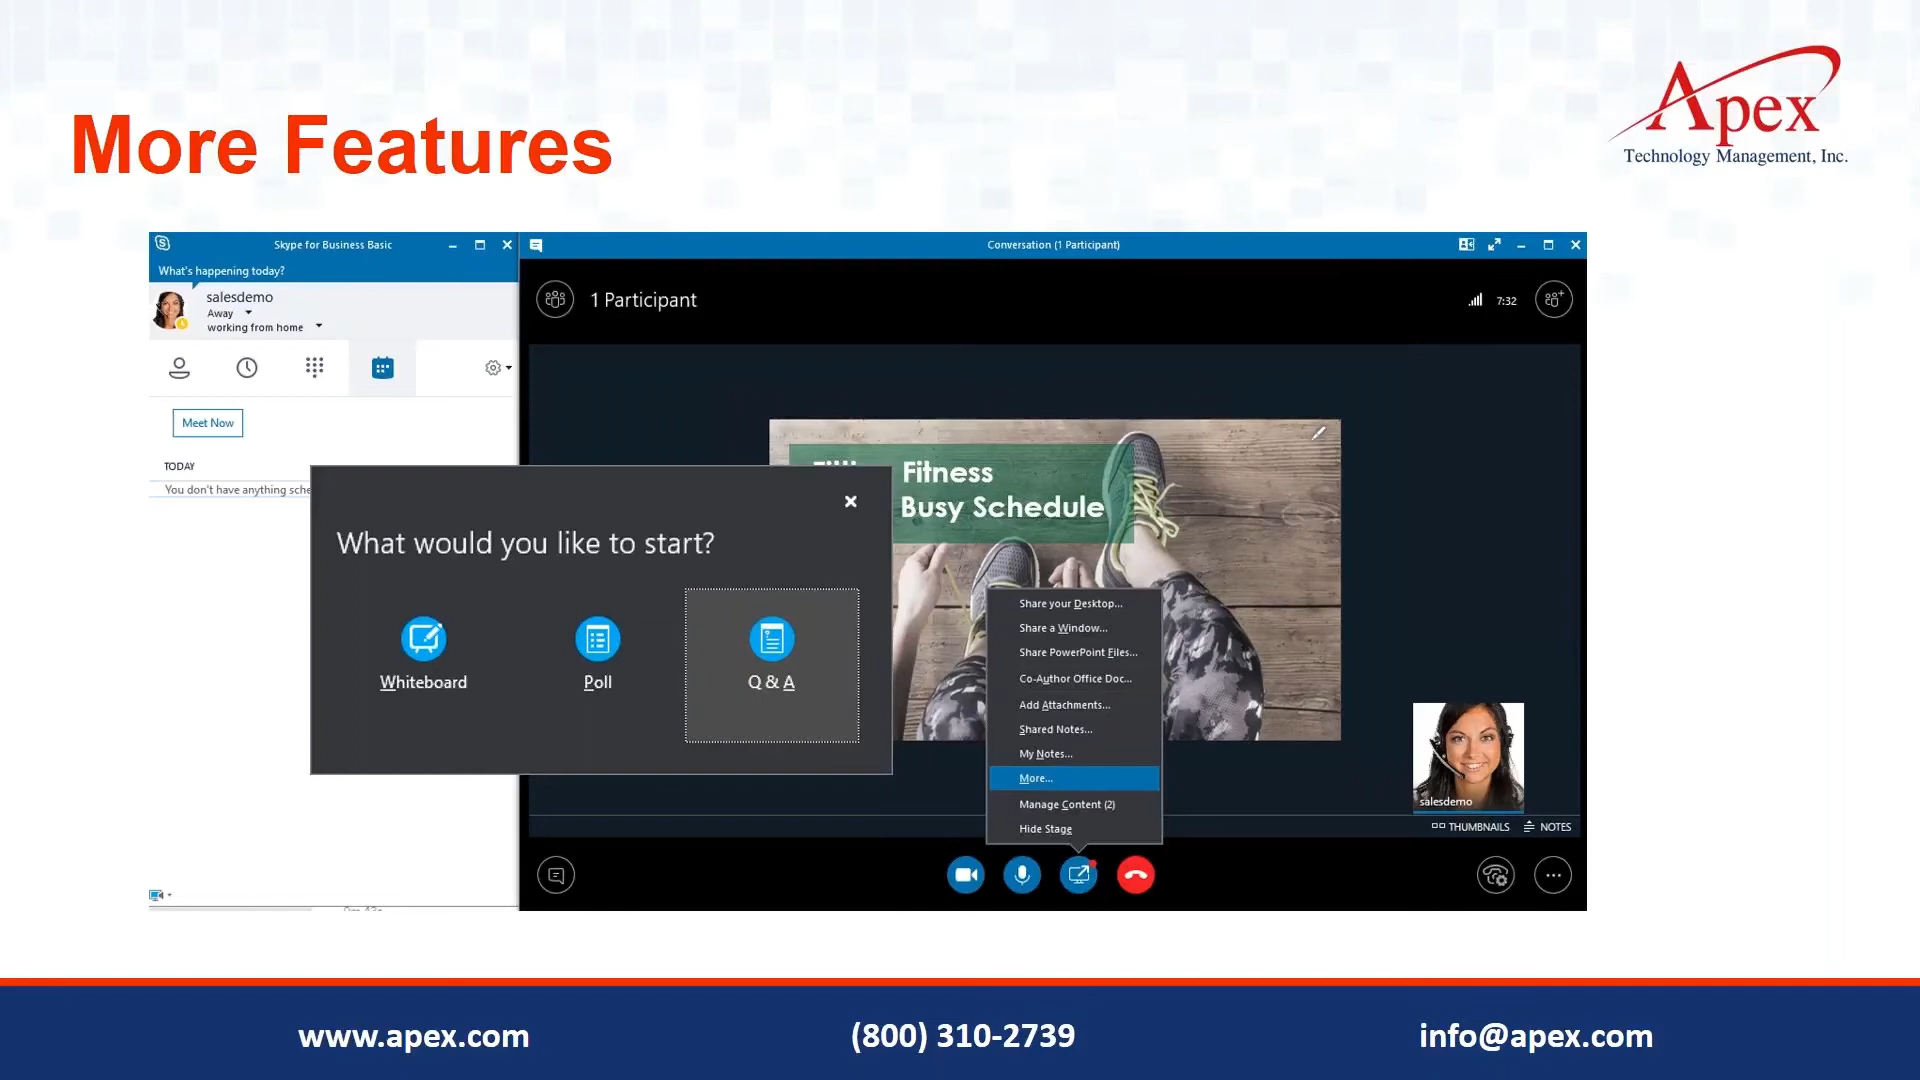 More Features
Apex
Technology Management, Inc.
Skype for Business Basic
What's happening today?
salesdemo
Away
working from home
Meet Now
TODAY
You don't have anything
Conversation (1 Participant)
1 Participant
7:32
Fitness
Busy Schedule
What would you like to start?
Whiteboard
Poll
Q & A
Share your Desktop...
Share a Window...
Share PowerPoint Files...
Co-Author Office Doc...
Add Attachments...
Shared Notes...
My Notes...
More...
Manage Content (2)
Hide Stage
salesdemo
THUMBNAILS
NOTES
www.apex.com
(800) 310-2739
info@apex.com